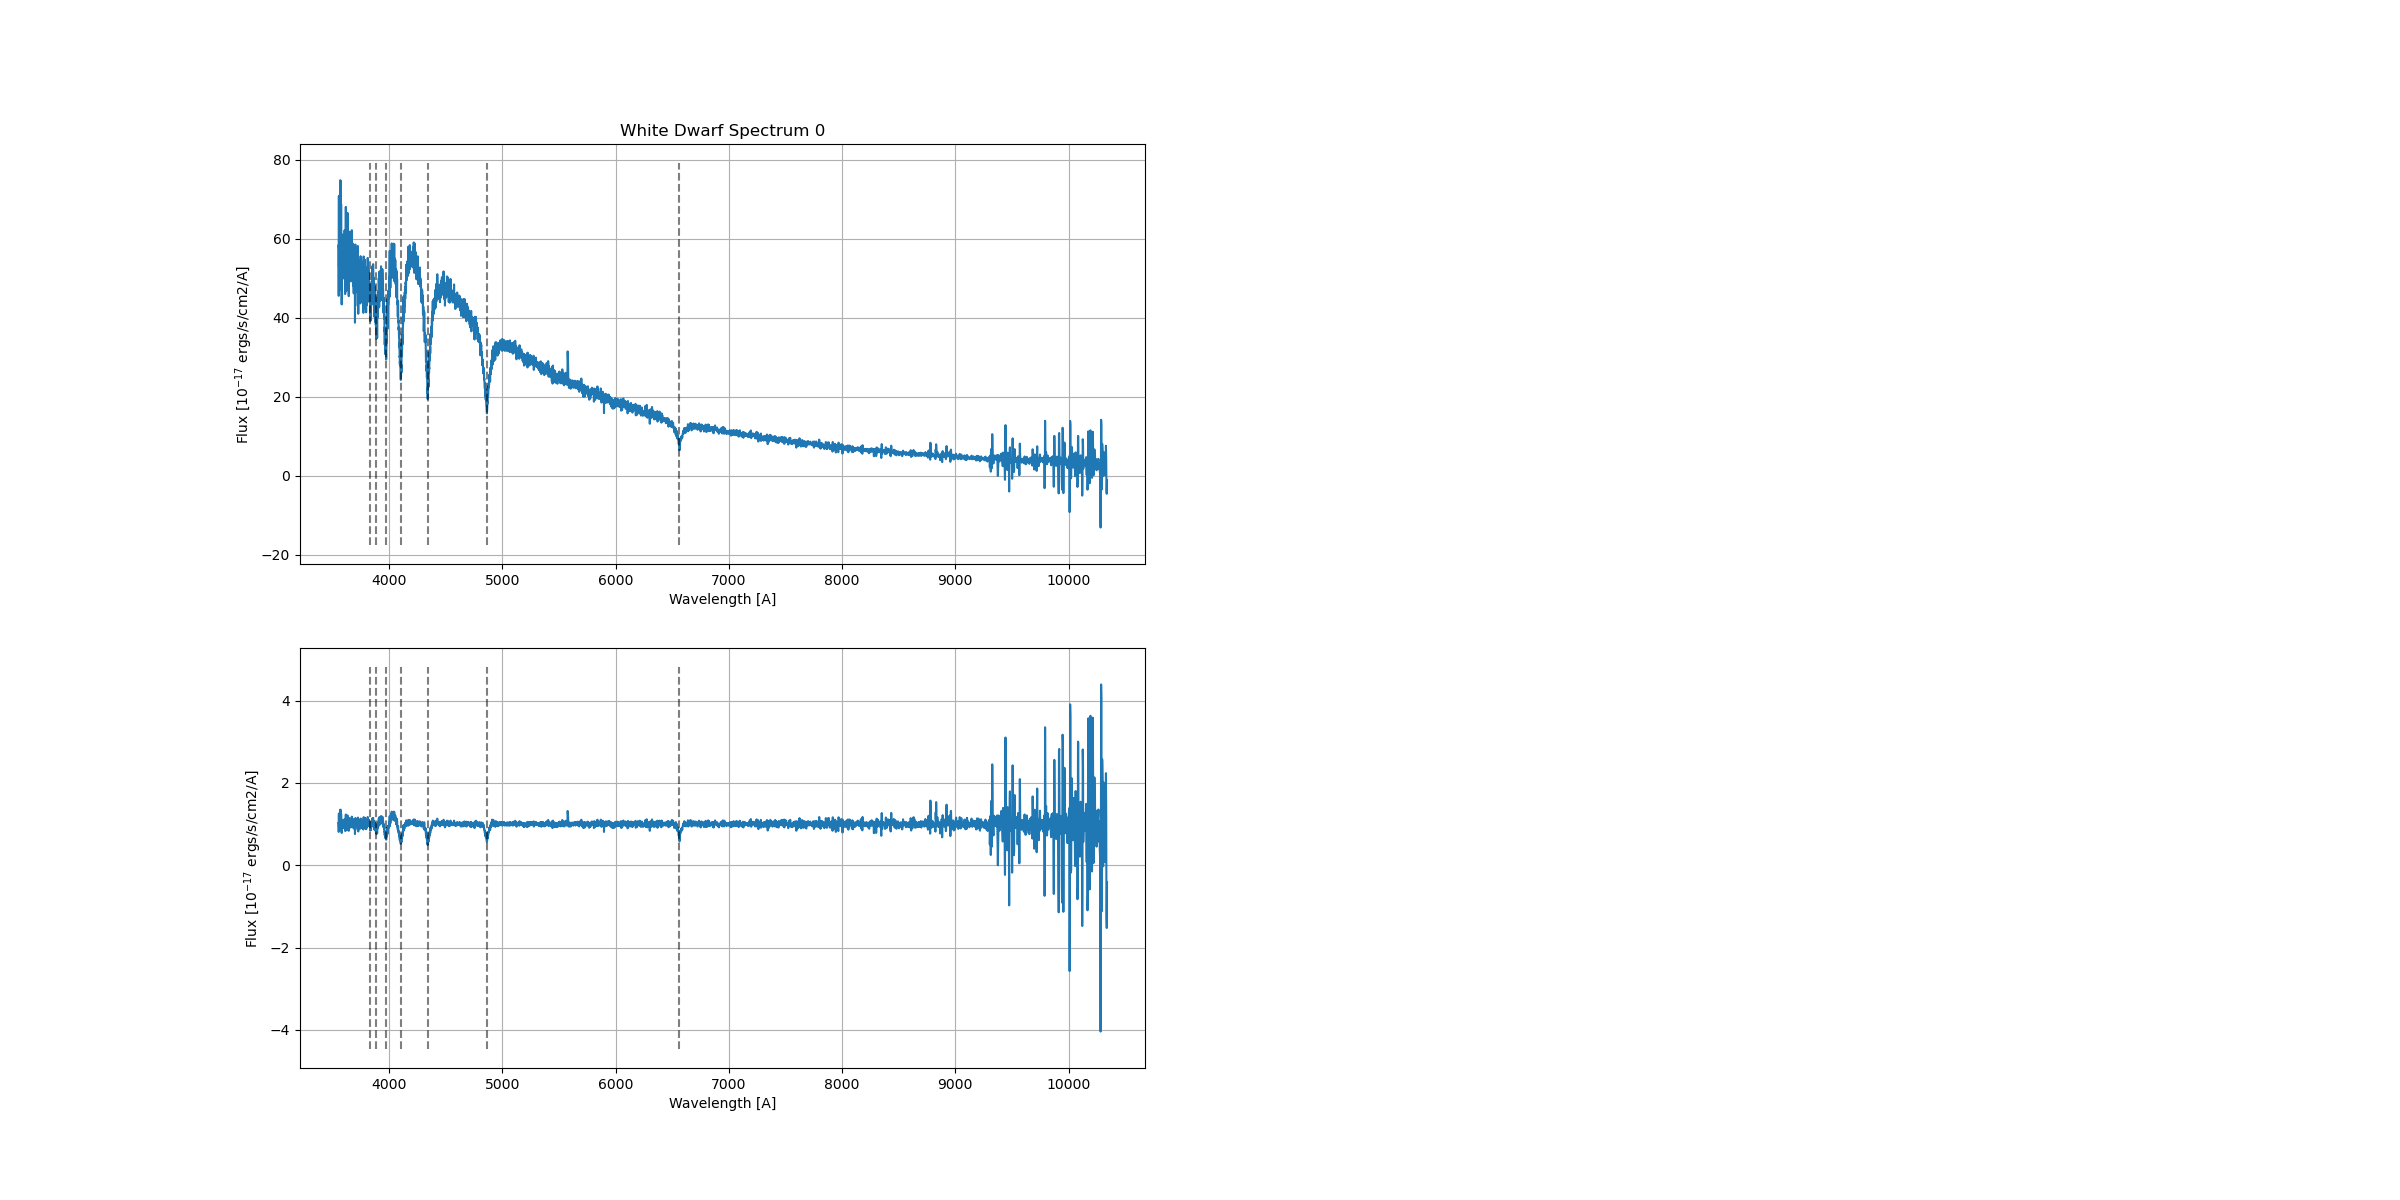 White Dwarf Spectrum 0
80
60
40
20
0
−20
Flux [10⁻¹⁷ ergs/s/cm2/A]
4000 5000 6000 7000 8000 9000 10000
Wavelength [A]
4
2
0
−2
−4
Flux [10⁻¹⁷ ergs/s/cm2/A]
4000 5000 6000 7000 8000 9000 10000
Wavelength [A]